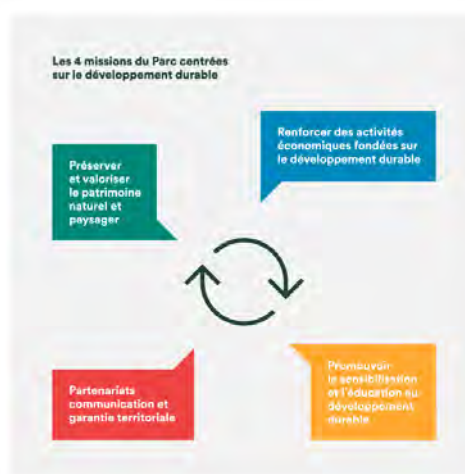 Les 4 missions du Parc centrées
sur le développement durable
Renforcer des activités
économiques fondées sur
le développement durable
Préserver
et valoriser
le patrimoine
naturel et
paysager
Partenariats
communication et
garantie territoriale
Promouvoir
la sensibilisation
et l'éducation au
développement
durable